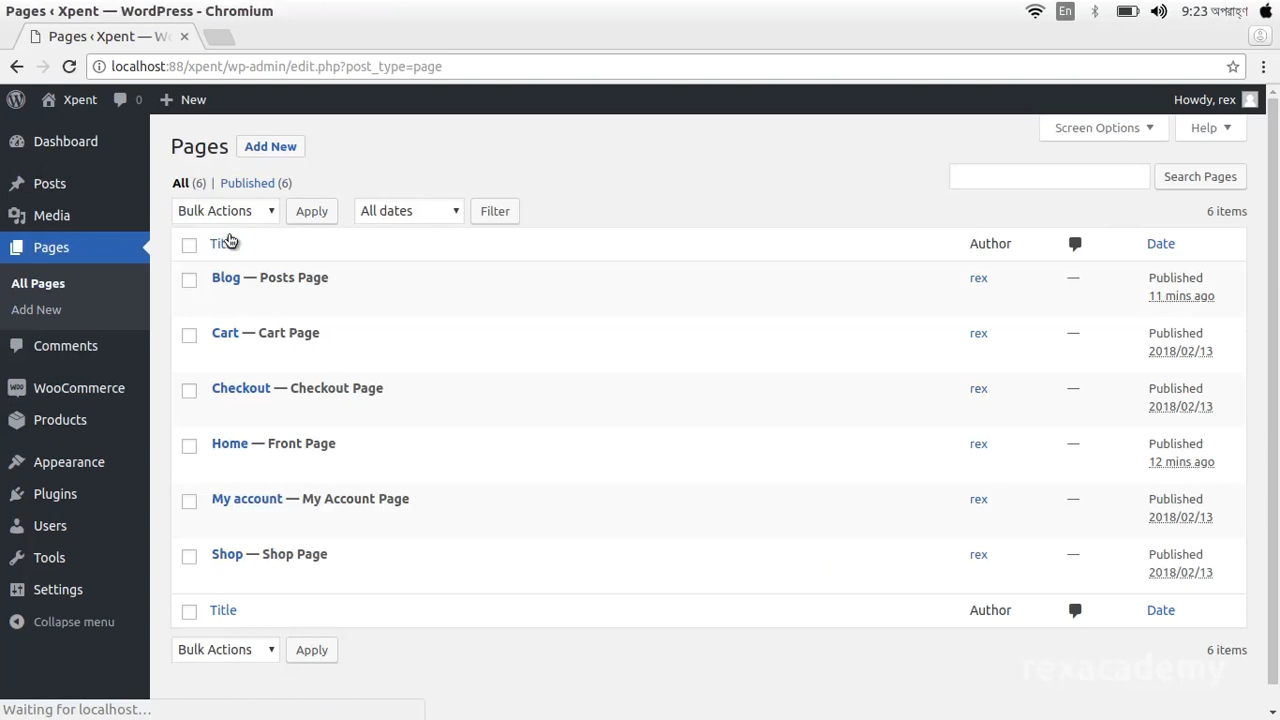 Pages ‹ Xpent — WordPress - Chromium
En
9:23 অপরাহ্ণ
Pages ‹ Xpent — W
localhost:88/xpent/wp-admin/edit.php?post_type=page
Xpent
0
New
Howdy, rex
Dashboard
Posts
Media
Pages
All Pages
Add New
Comments
WooCommerce
Products
Appearance
Plugins
Users
Tools
Settings
Collapse menu
Screen Options
Help
Pages
Add New
All (6) | Published (6)
Search Pages
Bulk Actions
Apply
All dates
Filter
6 items
Author
Date
Blog — Posts Page
rex
—
Published
11 mins ago
Cart — Cart Page
rex
—
Published
2018/02/13
Checkout — Checkout Page
rex
—
Published
2018/02/13
Home — Front Page
rex
—
Published
12 mins ago
My account — My Account Page
rex
—
Published
2018/02/13
Shop — Shop Page
rex
—
Published
2018/02/13
Title
Author
Date
Bulk Actions
Apply
6 items
rexacademy
Waiting for localhost…